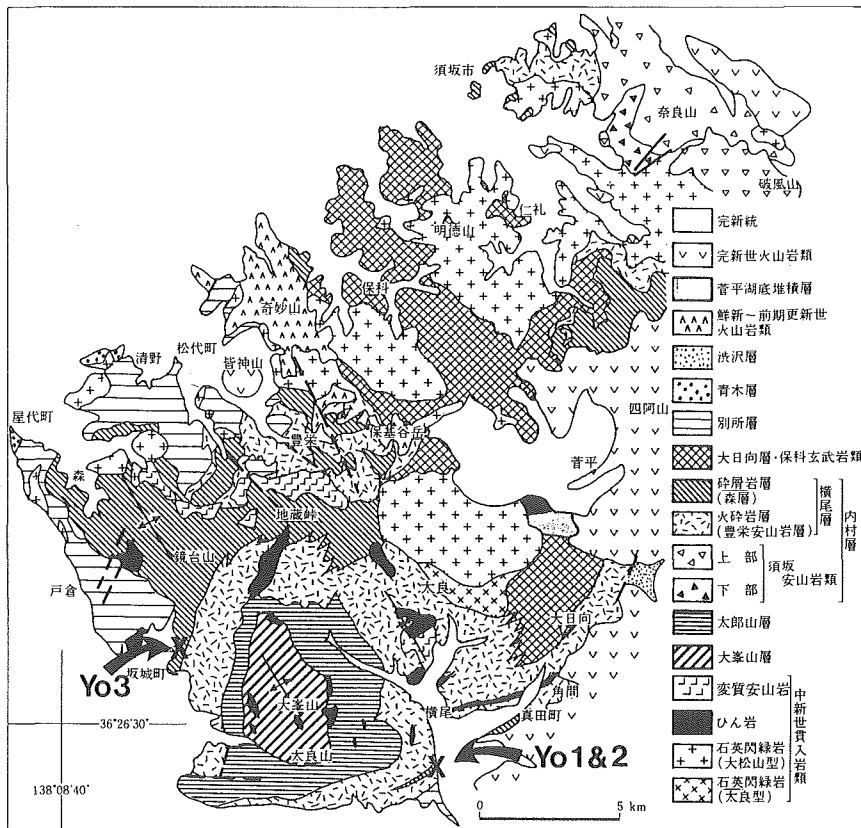 須坂市
奈良山
破風山
仁礼
明徳山
保科
奇妙山
松代町
清野
皆神山
屋代町
四阿山
豊栄
保基谷岳
菅平
森
地蔵峠
鏡台山
戸倉
太良
大日向
坂城町
Yo3
角間
大峯山
横尾
真田町
36°26'30"
太良山
Yo1&2
138°08'40"
0 5 km
完新統
完新世火山岩類
菅平湖底堆積層
鮮新～前期更新世
火山岩類
渋沢層
青木層
別所層
大日向層・保科玄武岩類
砕屑岩層
(森層)
火砕岩層
(豊栄安山岩層)
横尾層
内村層
上部
下部
須坂
安山岩類
太郎山層
大峯山層
変質安山岩
ひん岩
石英閃緑岩
(大松山型)
石英閃緑岩
(太良型)
中新世貫入岩類